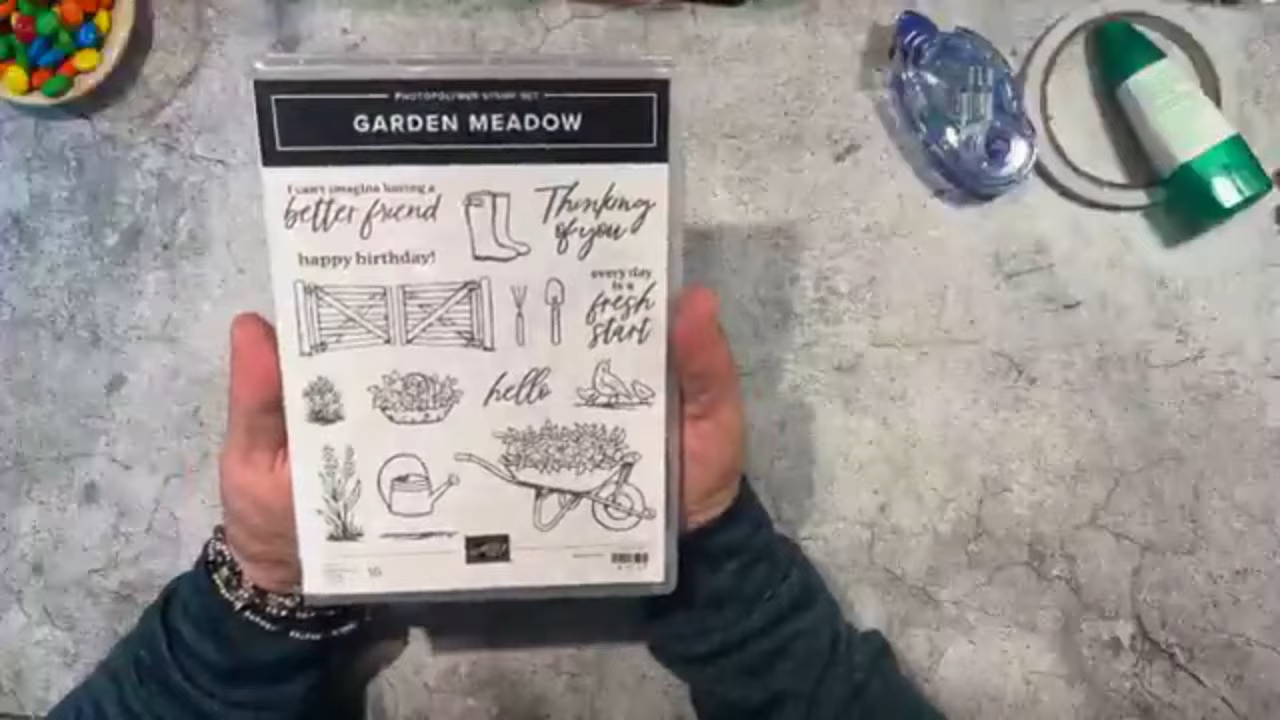 PHOTOPOLYMER STAMP SET
GARDEN MEADOW
I can't imagine having a
better friend
Thinking
of you
happy birthday!
every day
is a
fresh
start
hello
16